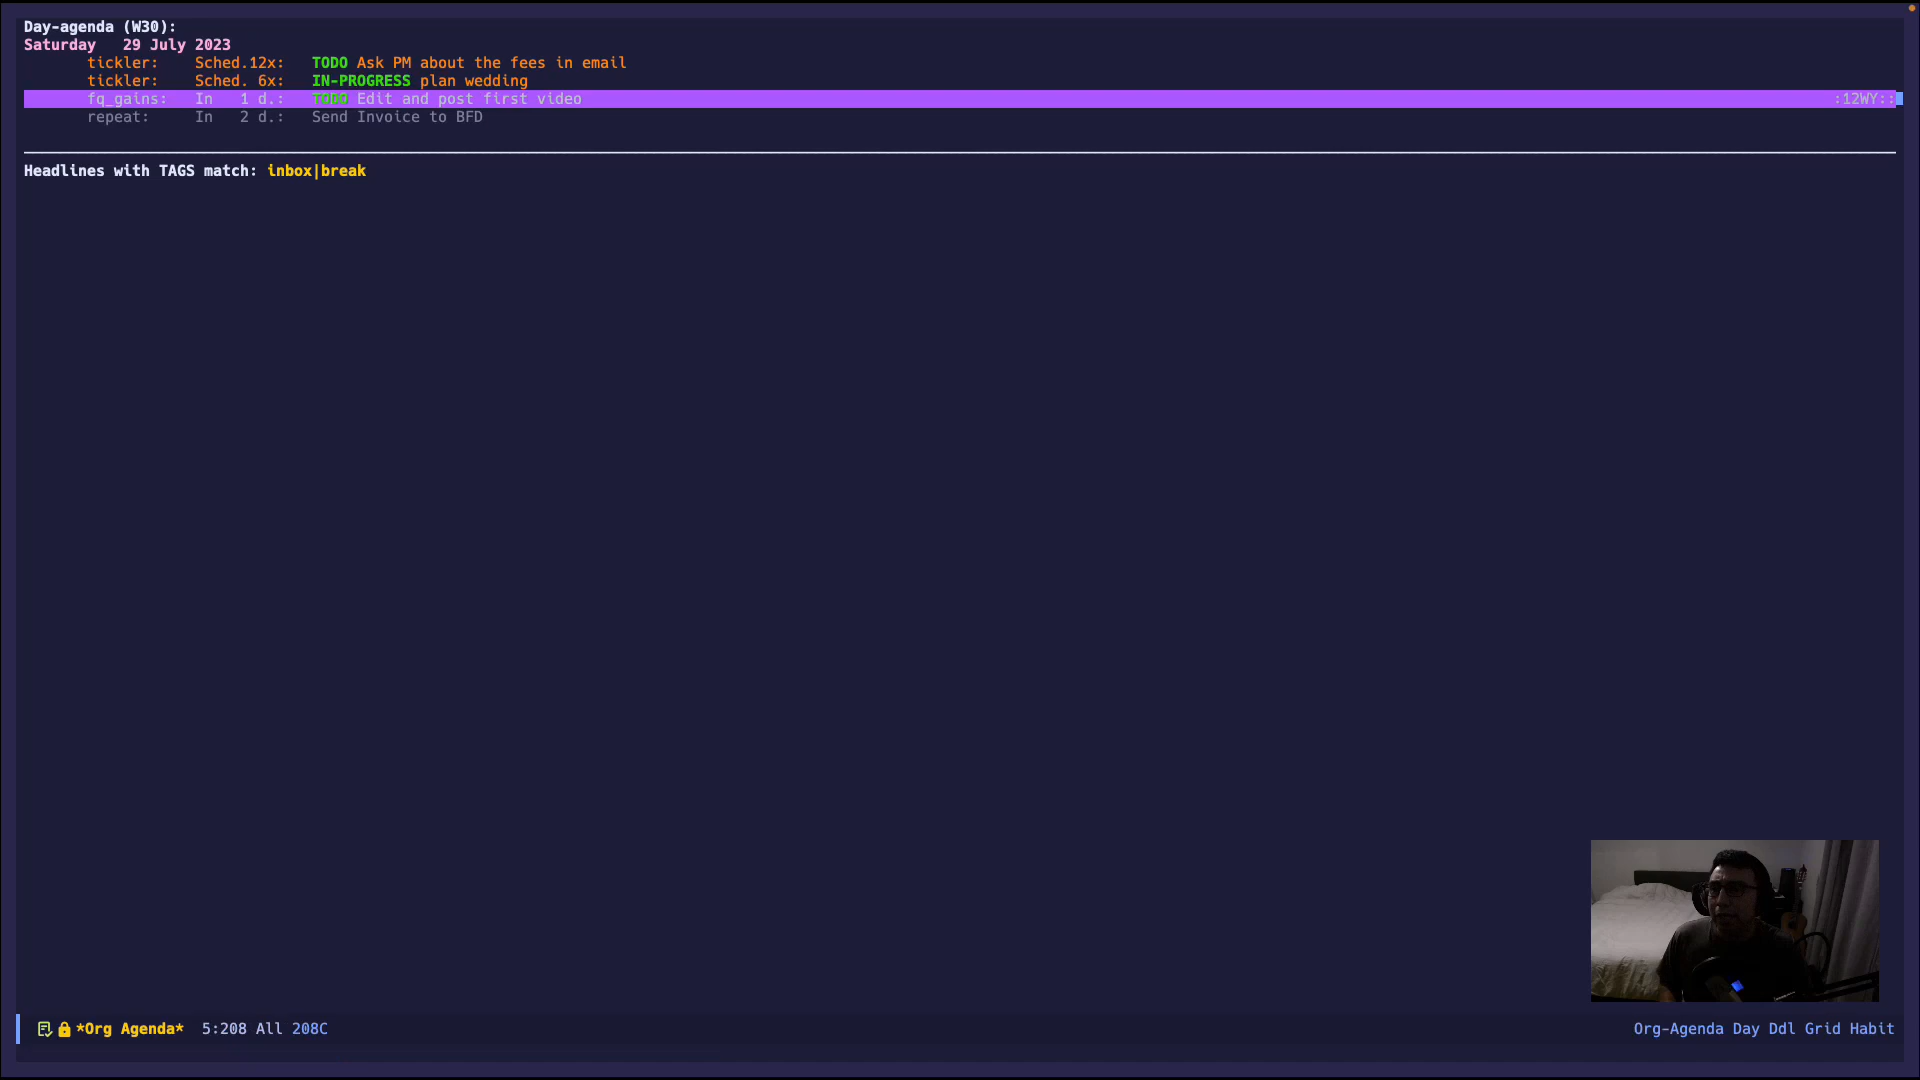 Day-agenda (W30):
Saturday   29 July 2023
tickler:    Sched.12x:   TODO Ask PM about the fees in email
tickler:    Sched. 6x:   IN-PROGRESS plan wedding
fq_gains:   In   1 d.:   TODO Edit and post first video :12WY::
repeat:     In   2 d.:   Send Invoice to BFD
Headlines with TAGS match: inbox|break
*Org Agenda*  5:208 All 208C Org-Agenda Day Ddl Grid Habit